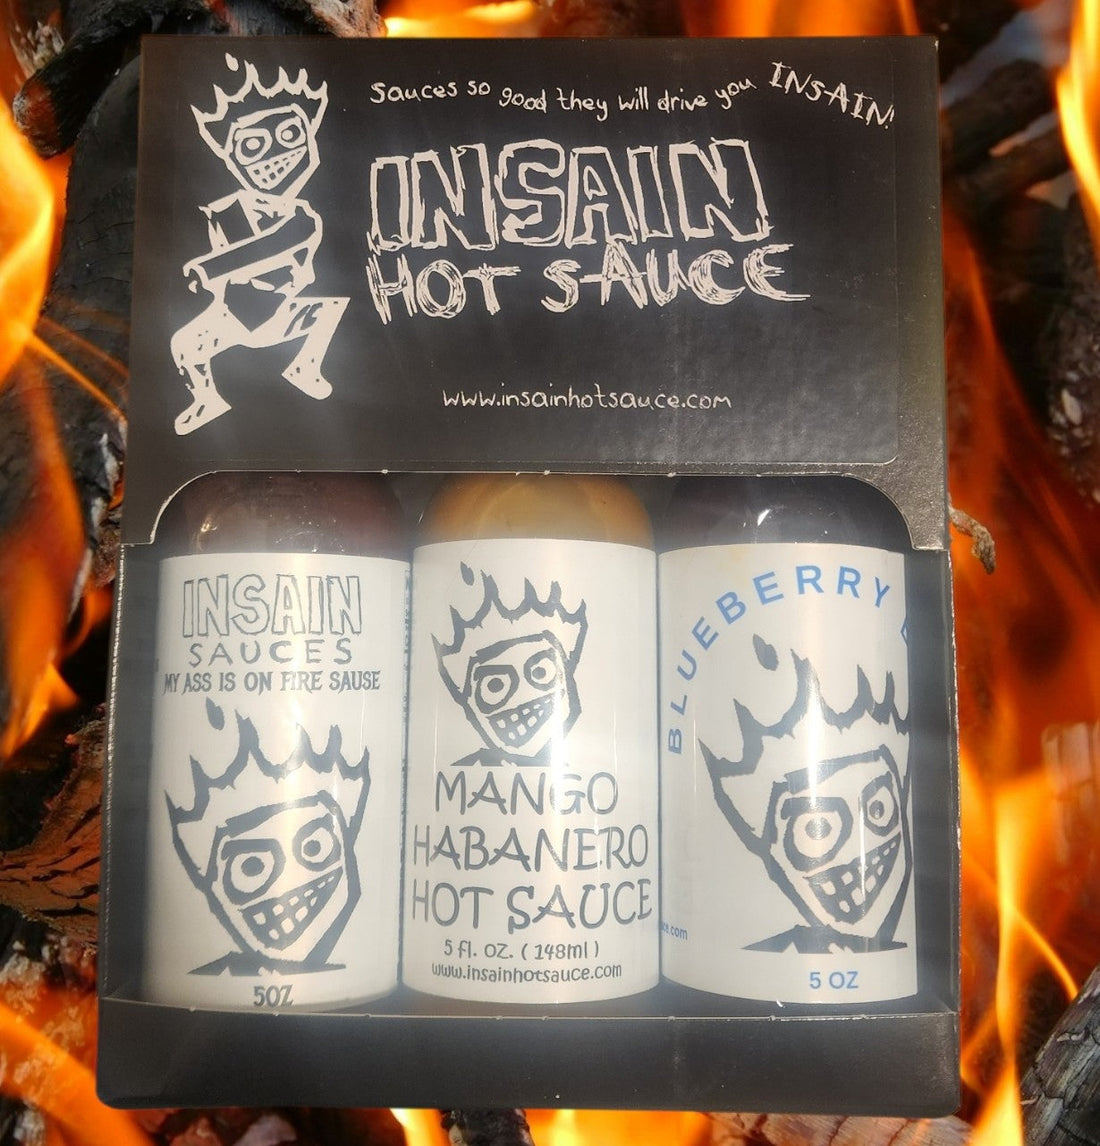 Sauces so good they will drive you INSAIN!
INSAIN
HOT SAUCE
www.insainhotsauce.com
INSAIN
SAUCES
MY ASS IS ON FIRE SAUSE
5OZ
MANGO
HABANERO
HOT SAUCE
5 fl. oz. (148ml)
www.insainhotsauce.com
BLUEBERRY
5 OZ